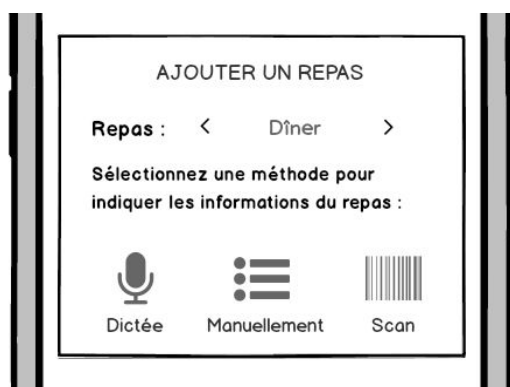 AJOUTER UN REPAS
Repas : < Dîner >
Sélectionnez une méthode pour
indiquer les informations du repas :
Dictée Manuellement Scan